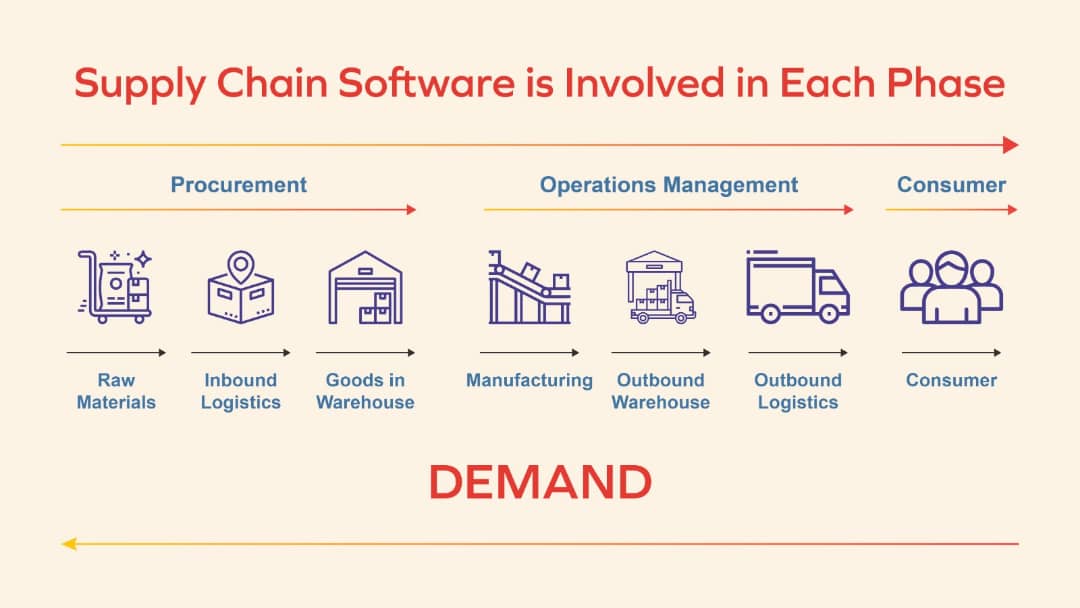 Supply Chain Software is Involved in Each Phase
Procurement
Operations Management
Consumer
Raw
Materials
Inbound
Logistics
Goods in
Warehouse
Manufacturing
Outbound
Warehouse
Outbound
Logistics
Consumer
DEMAND